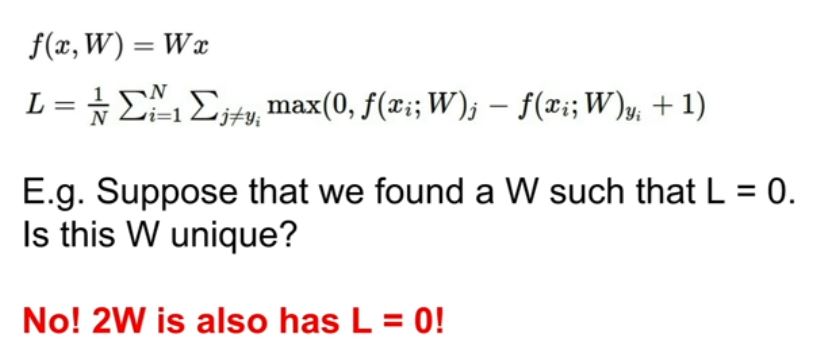 f(x, W) = Wx
L = \frac{1}{N} \sum_{i=1}^{N} \sum_{j \neq y_i} \max(0, f(x_i; W)_j - f(x_i; W)_{y_i} + 1)
E.g. Suppose that we found a W such that L = 0.
Is this W unique?
No! 2W is also has L = 0!